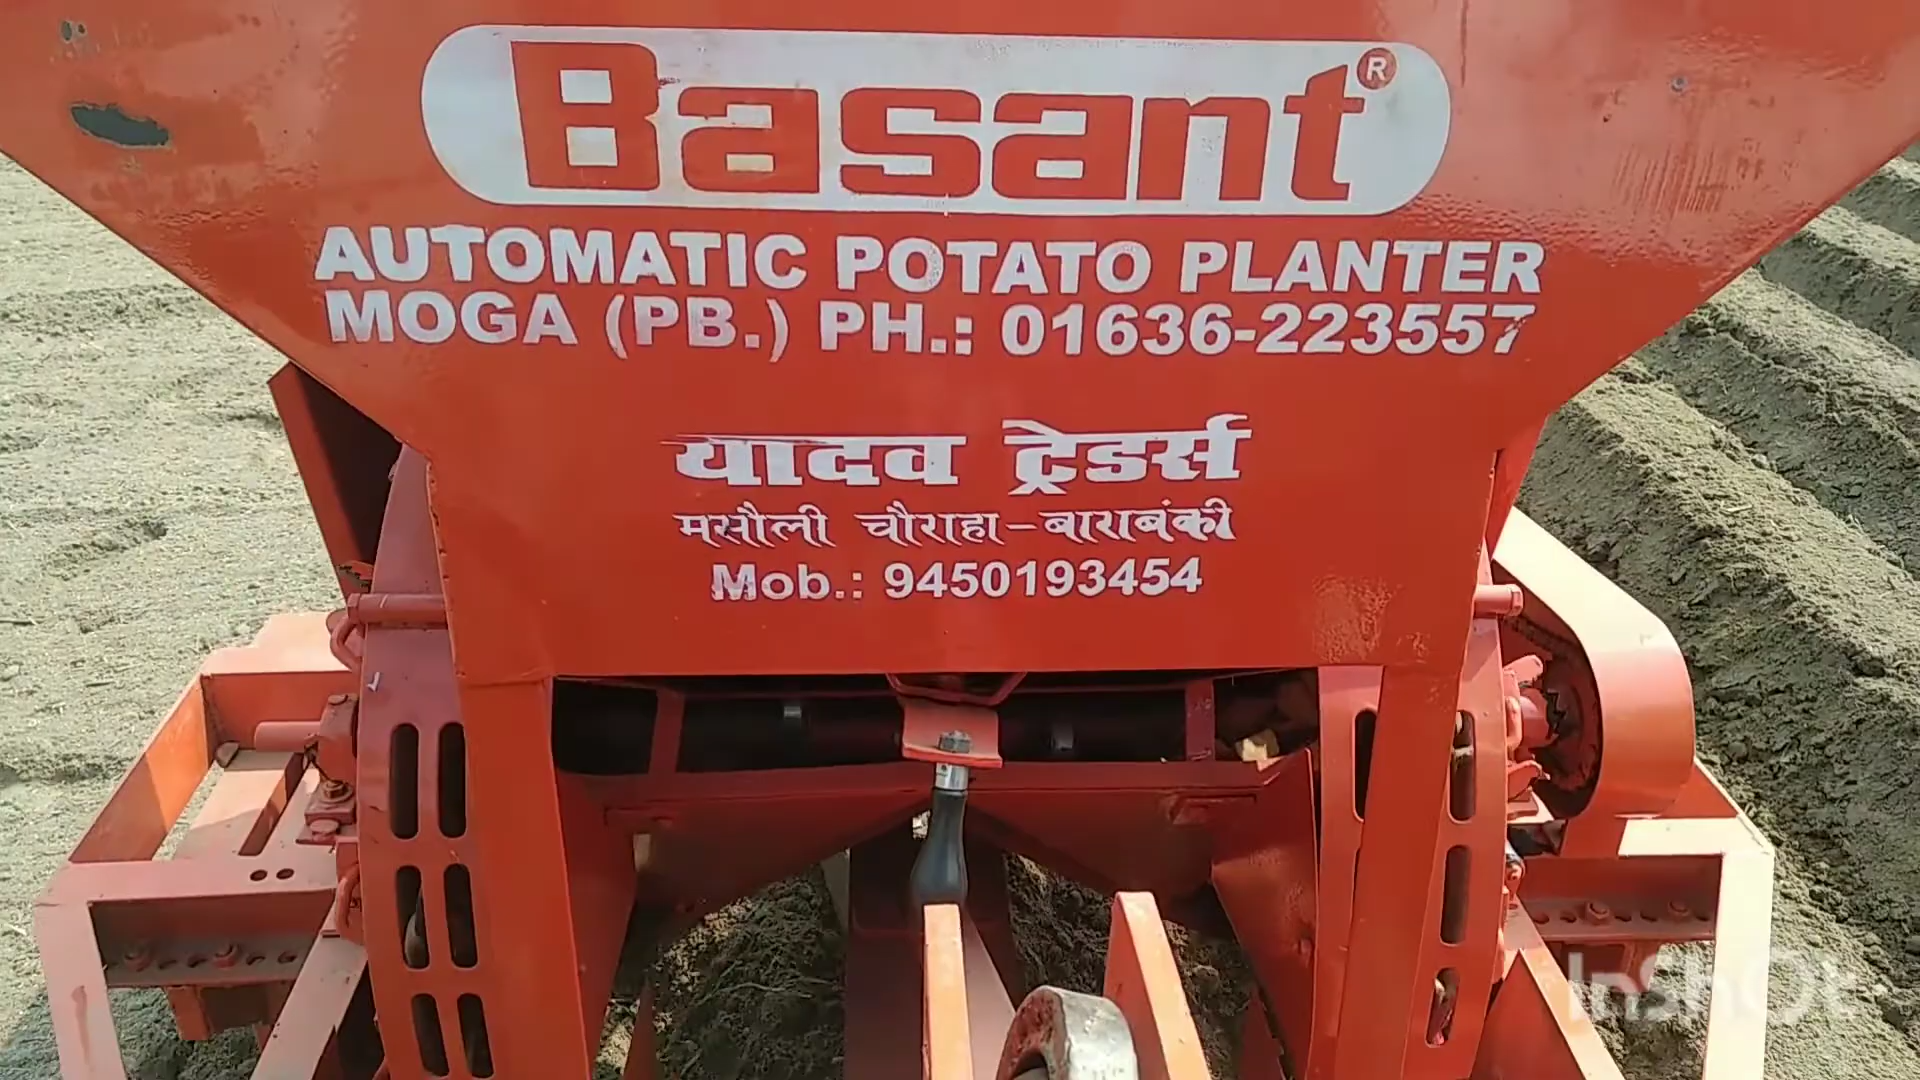 Basant®
AUTOMATIC POTATO PLANTER
MOGA (PB.) PH.: 01636-223557
यादव ट्रेडर्स
मसौली चौराहा-बाराबंकी
Mob.: 9450193454
InShOt